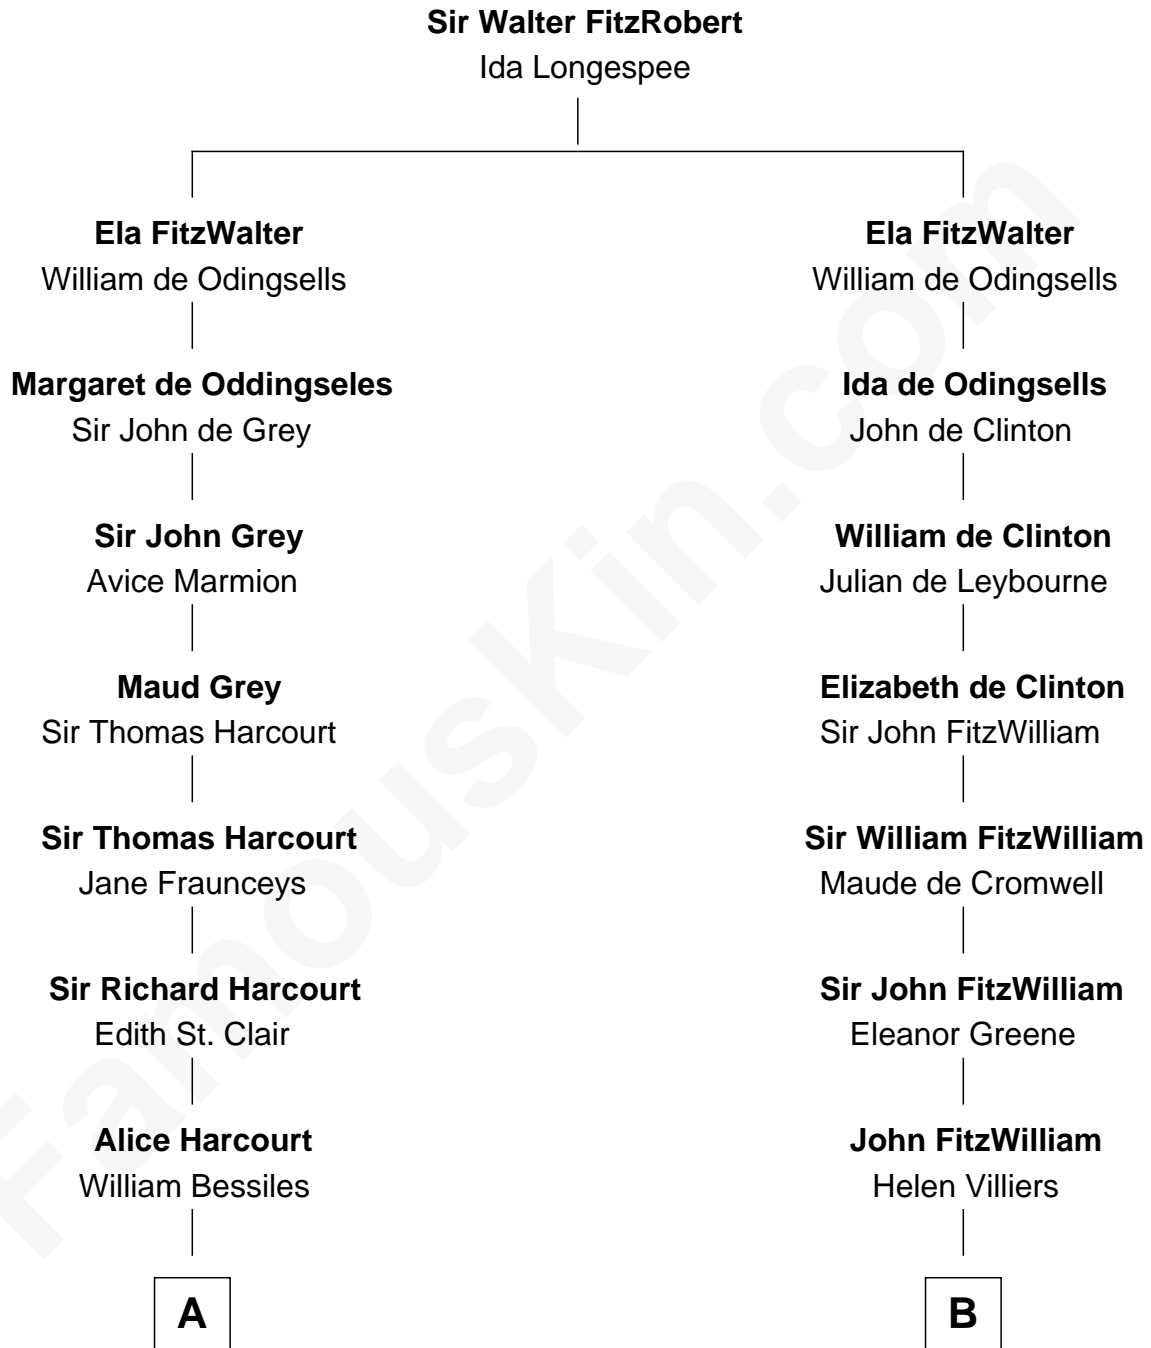 Sir Walter FitzRobert
Ida Longespee
Ela FitzWalter
William de Odingsells
Margaret de Oddingseles
Sir John de Grey
Sir John Grey
Avice Marmion
Maud Grey
Sir Thomas Harcourt
Sir Thomas Harcourt
Jane Fraunceys
Sir Richard Harcourt
Edith St. Clair
Alice Harcourt
William Bessiles
A
Ela FitzWalter
William de Odingsells
Ida de Odingsells
John de Clinton
William de Clinton
Julian de Leybourne
Elizabeth de Clinton
Sir John FitzWilliam
Sir William FitzWilliam
Maude de Cromwell
Sir John FitzWilliam
Eleanor Greene
John FitzWilliam
Helen Villiers
B
FamousKin.com